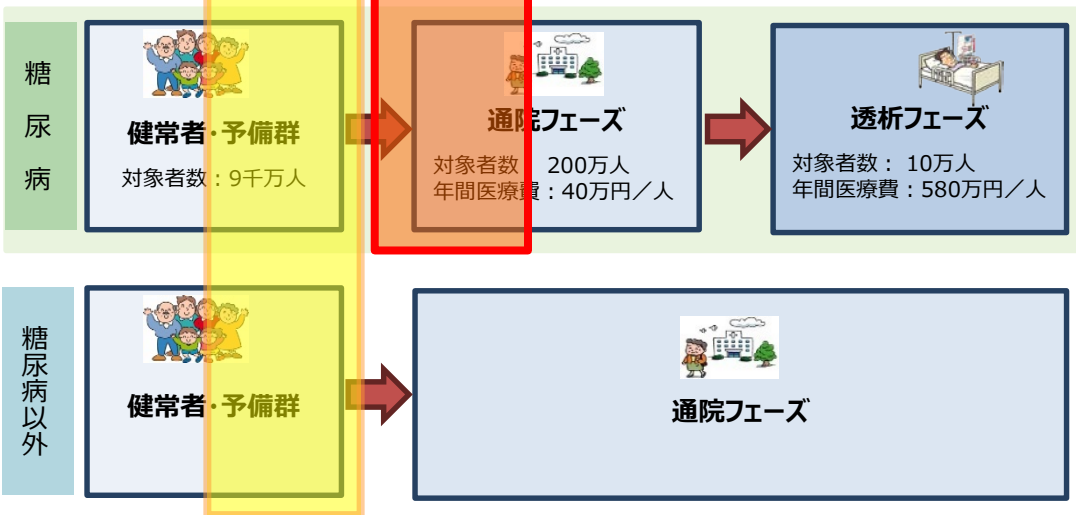 糖尿病
健常者・予備群
対象者数：9千万人
通院フェーズ
対象者数： 200万人
年間医療費：40万円／人
透析フェーズ
対象者数： 10万人
年間医療費：580万円／人
糖尿病以外
健常者・予備群
通院フェーズ